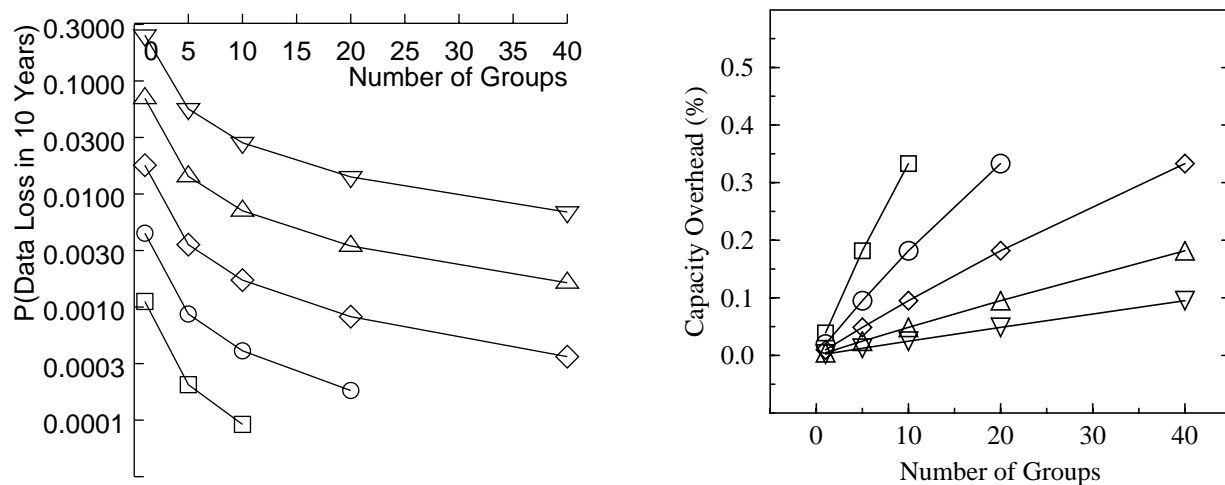 P(Data Loss in 10 Years)
0.3000
0.1000
0.0300
0.0100
0.0030
0.0010
0.0003
0.0001
0 5 10 20 25 30 35 40
Number of Groups
Capacity Overhead (%)
0.5
0.4
0.3
0.2
0.1
0.0
0 10 20 30 40
Number of Groups